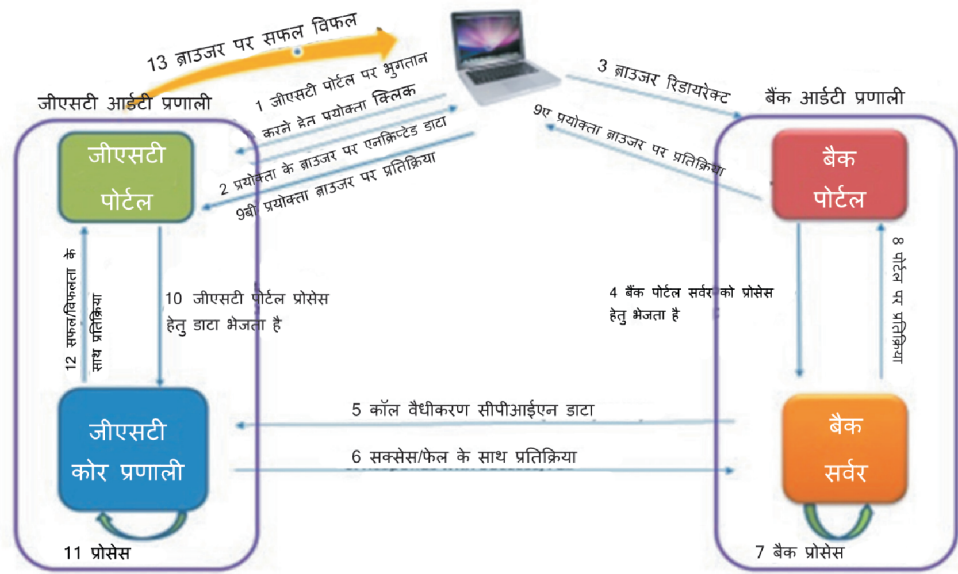 13 ब्राउजर पर सफल विफल
जीएसटी आईटी प्रणाली
1 जीएसटी पोर्टल पर भुगतान
करने हेतु प्रयोक्ता क्लिक
2 प्रयोक्ता के ब्राउजर पर एनक्रिप्टेड डाटा
9बी प्रयोक्ता ब्राउजर पर प्रतिक्रिया
3 ब्राउजर रिडायरेक्ट
9ए प्रयोक्ता ब्राउजर पर प्रतिक्रिया
बैंक आईटी प्रणाली
जीएसटी
पोर्टल
बैक
पोर्टल
12 सफल/विफलता के
साथ प्रतिक्रिया
10 जीएसटी पोर्टल प्रोसेस
हेतु डाटा भेजता है
4 बैंक पोर्टल सर्वर को प्रोसेस
हेतु भेजता है
8 पोर्टल पर प्रतिक्रिया
जीएसटी
कोर प्रणाली
5 कॉल वैधीकरण सीपीआईएन डाटा
6 सक्सेस/फेल के साथ प्रतिक्रिया
बैक
सर्वर
11 प्रोसेस
7 बैक प्रोसेस